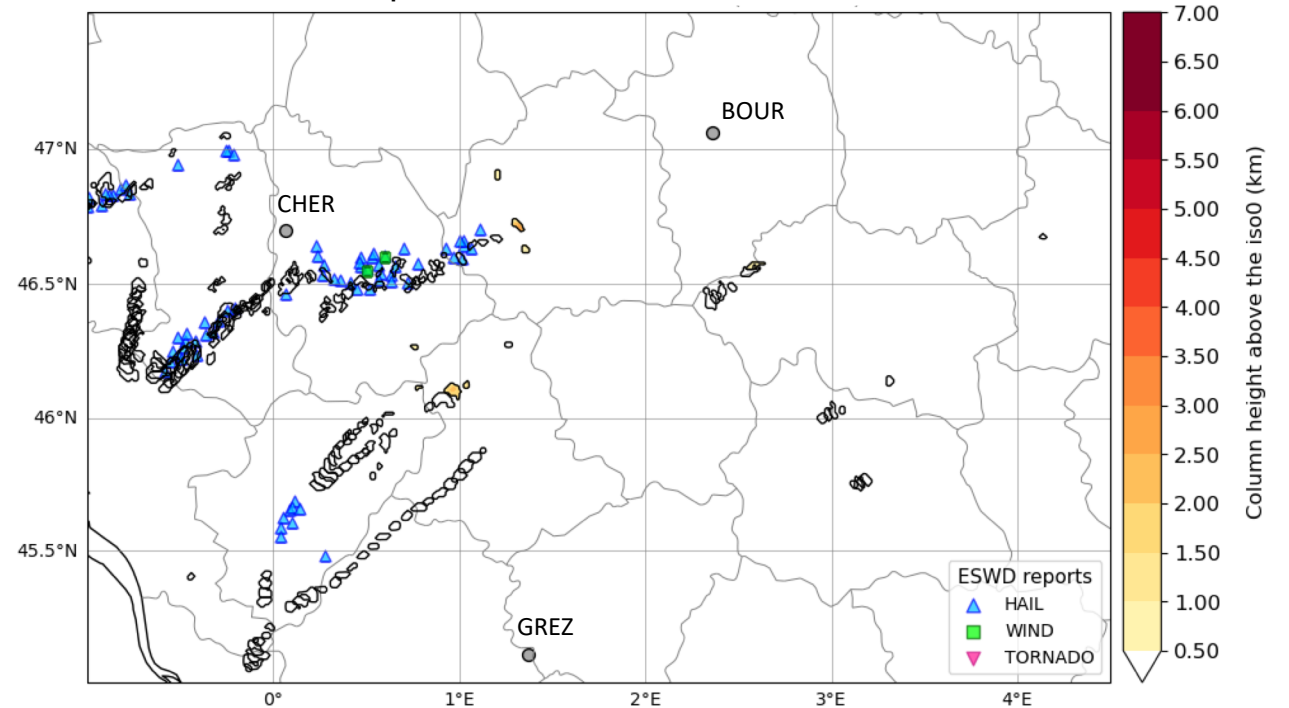 BOUR
CHER
GREZ
47°N
46.5°N
46°N
45.5°N
0°
1°E
2°E
3°E
4°E
ESWD reports
HAIL
WIND
TORNADO
7.00
6.50
6.00
5.50
5.00
4.50
4.00
3.50
3.00
2.50
2.00
1.50
1.00
0.50
Column height above the iso0 (km)